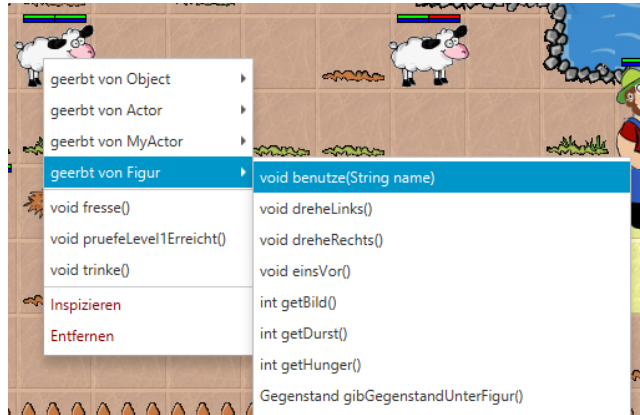 geerbt von Object
geerbt von Actor
geerbt von MyActor
geerbt von Figur
void fresse()
void pruefeLevel1Erreicht()
void trinke()
Inspizieren
Entfernen
void benutze(String name)
void dreheLinks()
void dreheRechts()
void einsVor()
int getBild()
int getDurst()
int getHunger()
Gegenstand gibGegenstandUnterFigur()